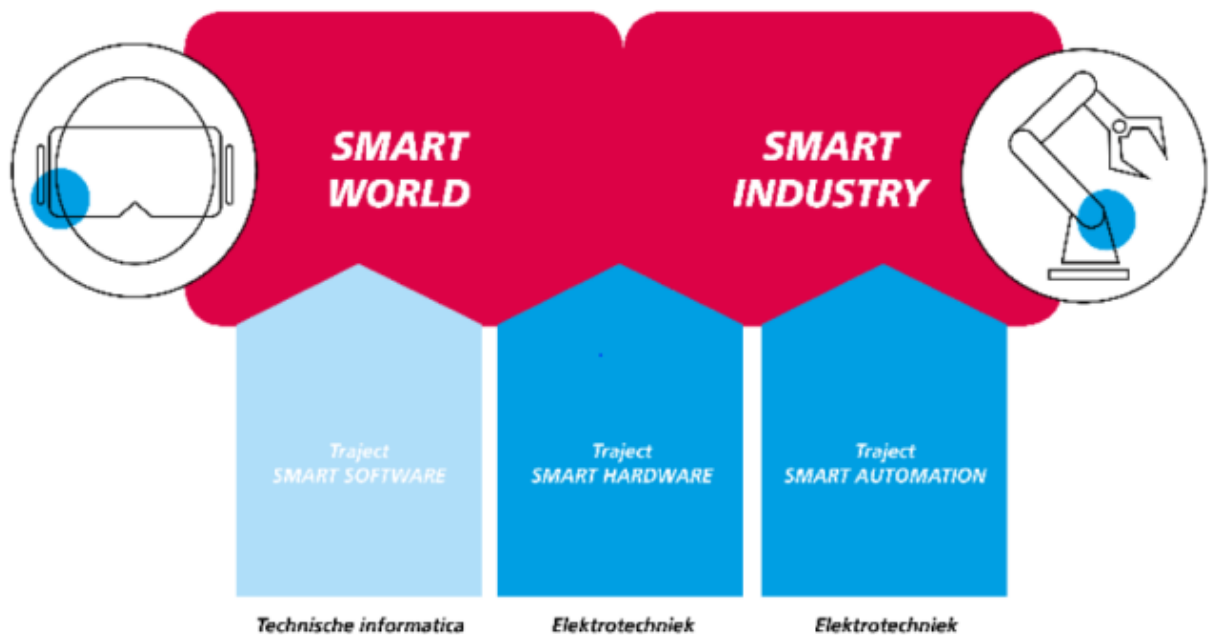 SMART
WORLD
SMART
INDUSTRY
Traject
SMART SOFTWARE
Traject
SMART HARDWARE
Traject
SMART AUTOMATION
Technische informatica
Elektrotechniek
Elektrotechniek